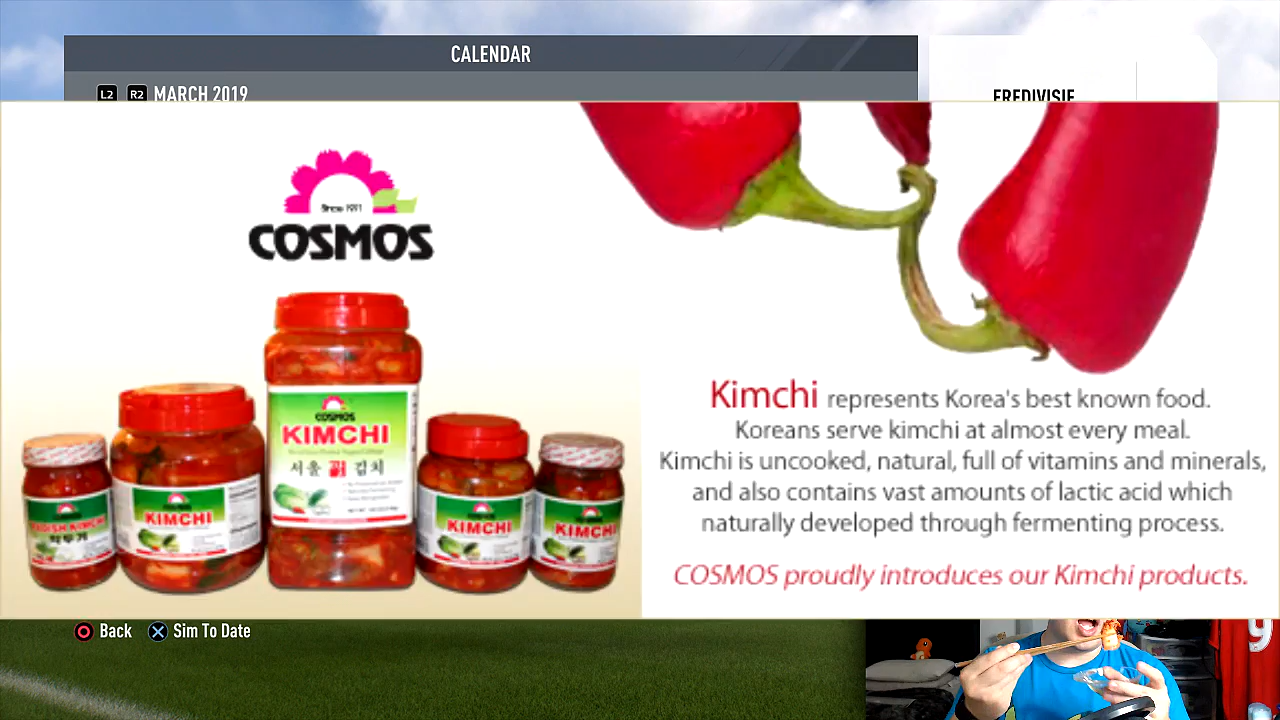 CALENDAR
L2 R2 MARCH 2019
EREDIVISIE
Since 1971
COSMOS
COSMOS
KIMCHI
서울 김치
RADISH KIMCHI
KIMCHI
KIMCHI
KIMCHI
Kimchi represents Korea's best known food.
Koreans serve kimchi at almost every meal.
Kimchi is uncooked, natural, full of vitamins and minerals,
and also contains vast amounts of lactic acid which
naturally developed through fermenting process.
COSMOS proudly introduces our Kimchi products.
Back
Sim To Date
9